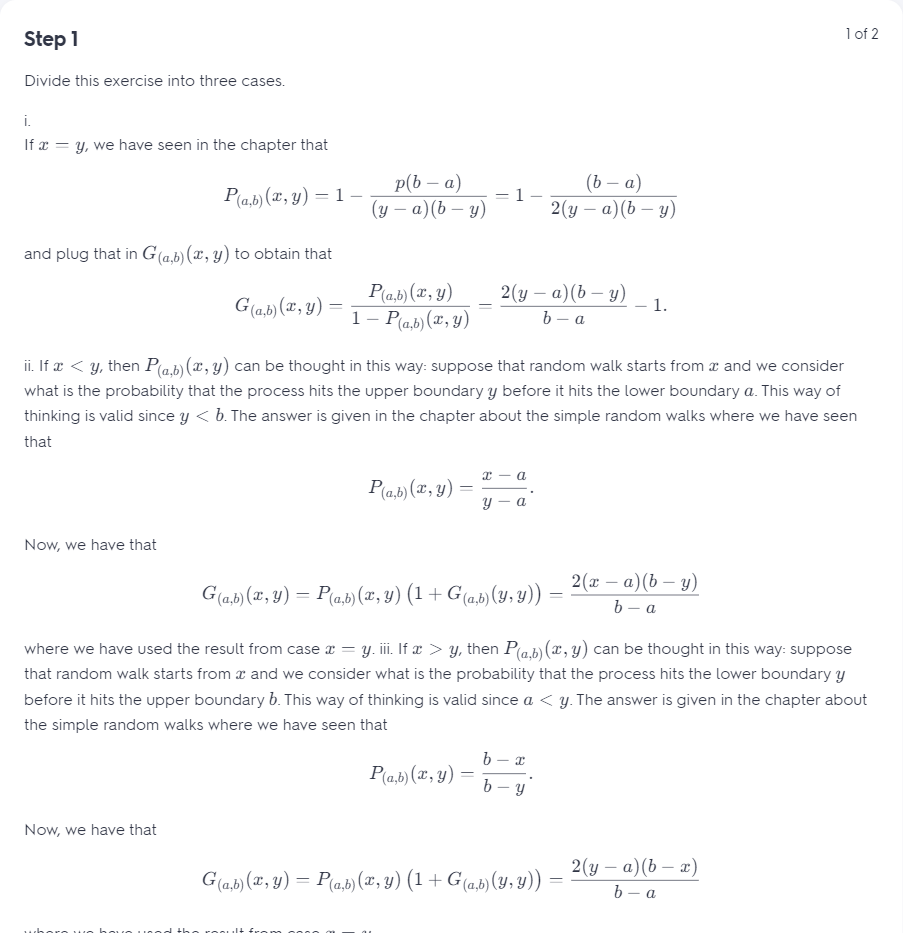 Step 1
1 of 2
Divide this exercise into three cases.
i.
If x = y, we have seen in the chapter that
P_{(a,b)}(x, y) = 1 − \frac{p(b − a)}{(y − a)(b − y)} = 1 − \frac{(b − a)}{2(y − a)(b − y)}
and plug that in G_{(a,b)}(x, y) to obtain that
G_{(a,b)}(x, y) = \frac{P_{(a,b)}(x, y)}{1 − P_{(a,b)}(x, y)} = \frac{2(y − a)(b − y)}{b − a} − 1.
ii. If x < y, then P_{(a,b)}(x, y) can be thought in this way: suppose that random walk starts from x and we consider
what is the probability that the process hits the upper boundary y before it hits the lower boundary a. This way of
thinking is valid since y < b. The answer is given in the chapter about the simple random walks where we have seen
that
P_{(a,b)}(x, y) = \frac{x − a}{y − a}.
Now, we have that
G_{(a,b)}(x, y) = P_{(a,b)}(x, y) (1 + G_{(a,b)}(y, y)) = \frac{2(x − a)(b − y)}{b − a}
where we have used the result from case x = y. iii. If x > y, then P_{(a,b)}(x, y) can be thought in this way: suppose
that random walk starts from x and we consider what is the probability that the process hits the lower boundary y
before it hits the upper boundary b. This way of thinking is valid since a < y. The answer is given in the chapter about
the simple random walks where we have seen that
P_{(a,b)}(x, y) = \frac{b − x}{b − y}.
Now, we have that
G_{(a,b)}(x, y) = P_{(a,b)}(x, y) (1 + G_{(a,b)}(y, y)) = \frac{2(y − a)(b − x)}{b − a}
where we have used the result from case x = y